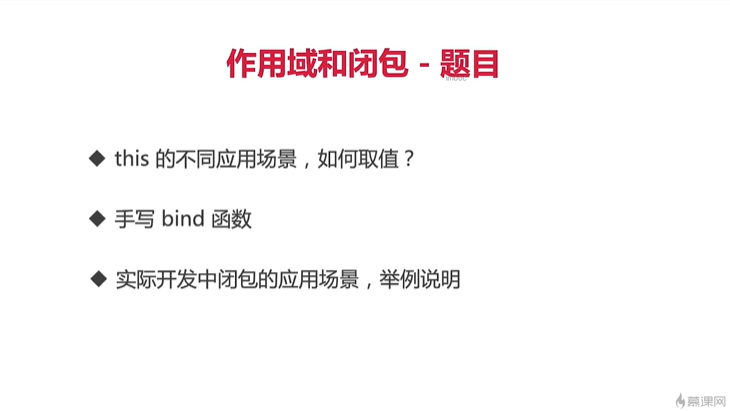 作用域和闭包 - 题目
imooc
◆ this 的不同应用场景，如何取值？
◆ 手写 bind 函数
◆ 实际开发中闭包的应用场景，举例说明
慕课网